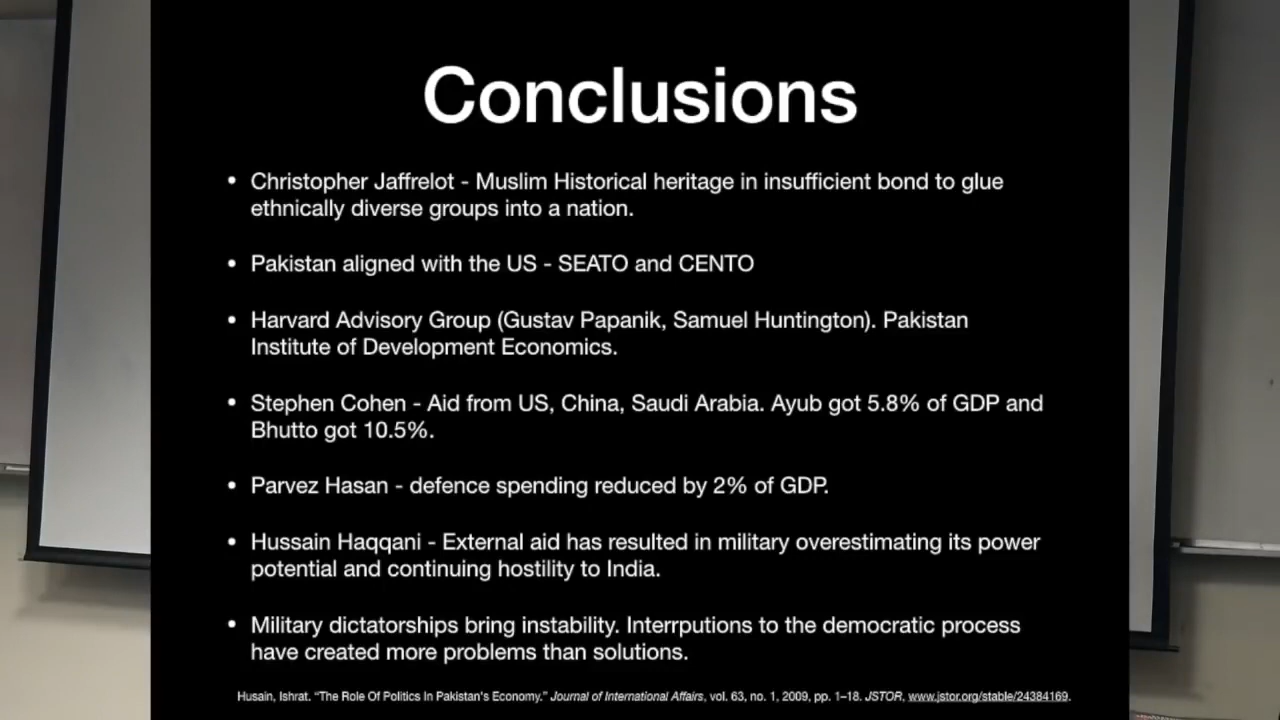 Conclusions
• Christopher Jaffrelot - Muslim Historical heritage in insufficient bond to glue
ethnically diverse groups into a nation.
• Pakistan aligned with the US - SEATO and CENTO
• Harvard Advisory Group (Gustav Papanik, Samuel Huntington). Pakistan
Institute of Development Economics.
• Stephen Cohen - Aid from US, China, Saudi Arabia. Ayub got 5.8% of GDP and
Bhutto got 10.5%.
• Parvez Hasan - defence spending reduced by 2% of GDP.
• Hussain Haqqani - External aid has resulted in military overestimating its power
potential and continuing hostility to India.
• Military dictatorships bring instability. Interrputions to the democratic process
have created more problems than solutions.
Husain, Ishrat. “The Role Of Politics In Pakistan's Economy.” Journal of International Affairs, vol. 63, no. 1, 2009, pp. 1–18. JSTOR, www.jstor.org/stable/24384169.